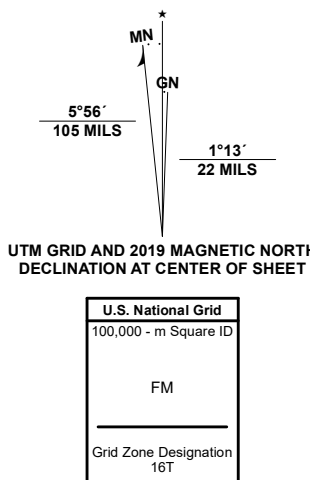 MN
GN
5°56´
105 MILS
1°13´
22 MILS
UTM GRID AND 2019 MAGNETIC NORTH
DECLINATION AT CENTER OF SHEET
U.S. National Grid
100,000 - m Square ID
FM
Grid Zone Designation
16T